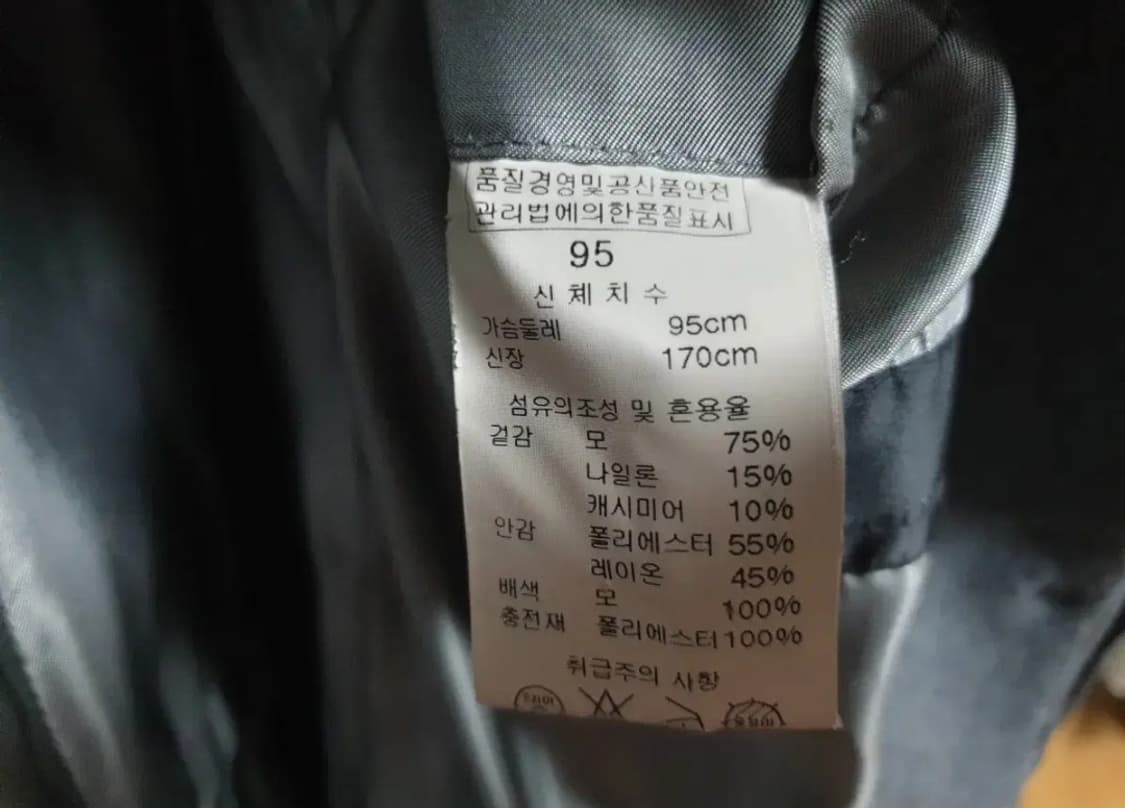 품질경영및공산품안전
관리법에의한품질표시
95
신 체 치 수
가슴둘레 95cm
신장 170cm
섬유의조성 및 혼용율
겉감 모 75%
나일론 15%
캐시미어 10%
안감 폴리에스터 55%
레이온 45%
배색 모 100%
충전재 폴리에스터 100%
취급주의 사항